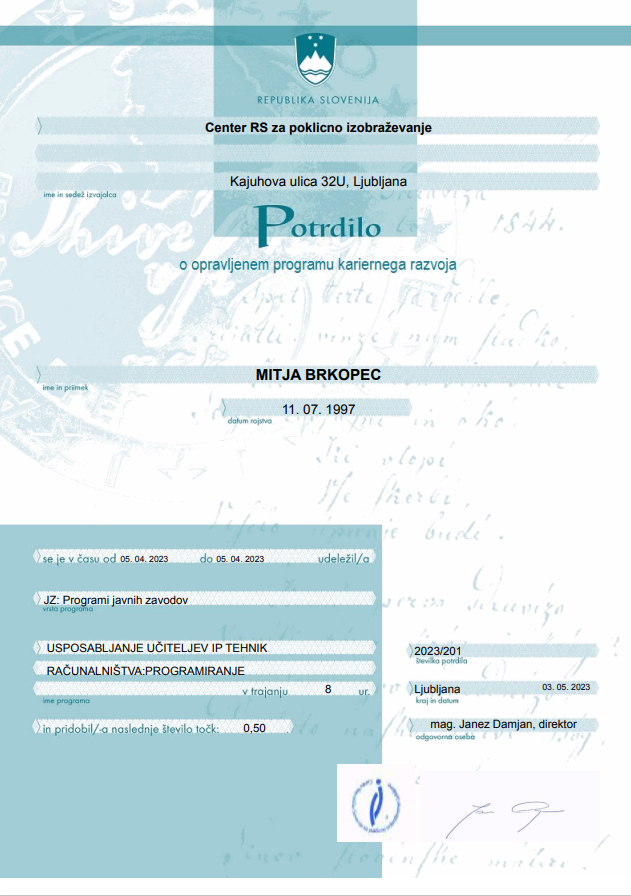 REPUBLIKA SLOVENIJA
Center RS za poklicno izobraževanje
Kajuhova ulica 32U, Ljubljana
ime in sedež izvajalca
Potrdilo
o opravljenem programu kariernega razvoja
1844.
MITJA BRKOPEC
ime in priimek
11. 07. 1997
datum rojstva
se je v času od 05. 04. 2023 do 05. 04. 2023 udeležil/a
JZ: Programi javnih zavodov
vrsta programa
USPOSABLJANJE UČITELJEV IP TEHNIK
RAČUNALNIŠTVA:PROGRAMIRANJE
v trajanju 8 ur.
ime programa
in pridobil/-a naslednje število točk: 0,50 .
2023/201
številka potrdila
Ljubljana 03. 05. 2023
kraj in datum
mag. Janez Damjan, direktor
odgovorna oseba